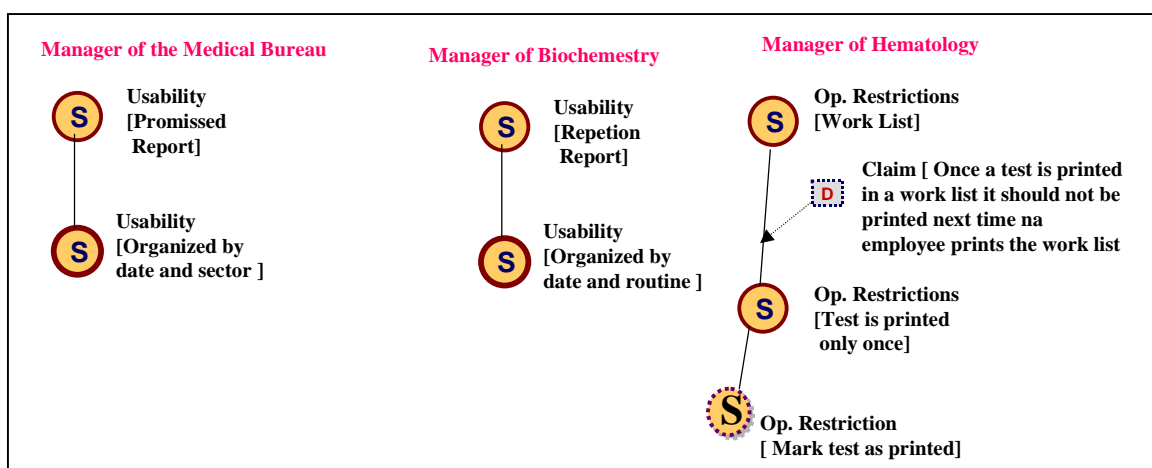 Manager of the Medical Bureau
S
Usability
[Promissed
Report]
S
Usability
[Organized by
date and sector ]
Manager of Biochemestry
S
Usability
[Repetion
Report]
S
Usability
[Organized by
date and routine ]
Manager of Hematology
S
Op. Restrictions
[Work List]
D
Claim [ Once a test is printed
in a work list it should not be
printed next time na
employee prints the work list
S
Op. Restrictions
[Test is printed
only once]
S
Op. Restriction
[ Mark test as printed]